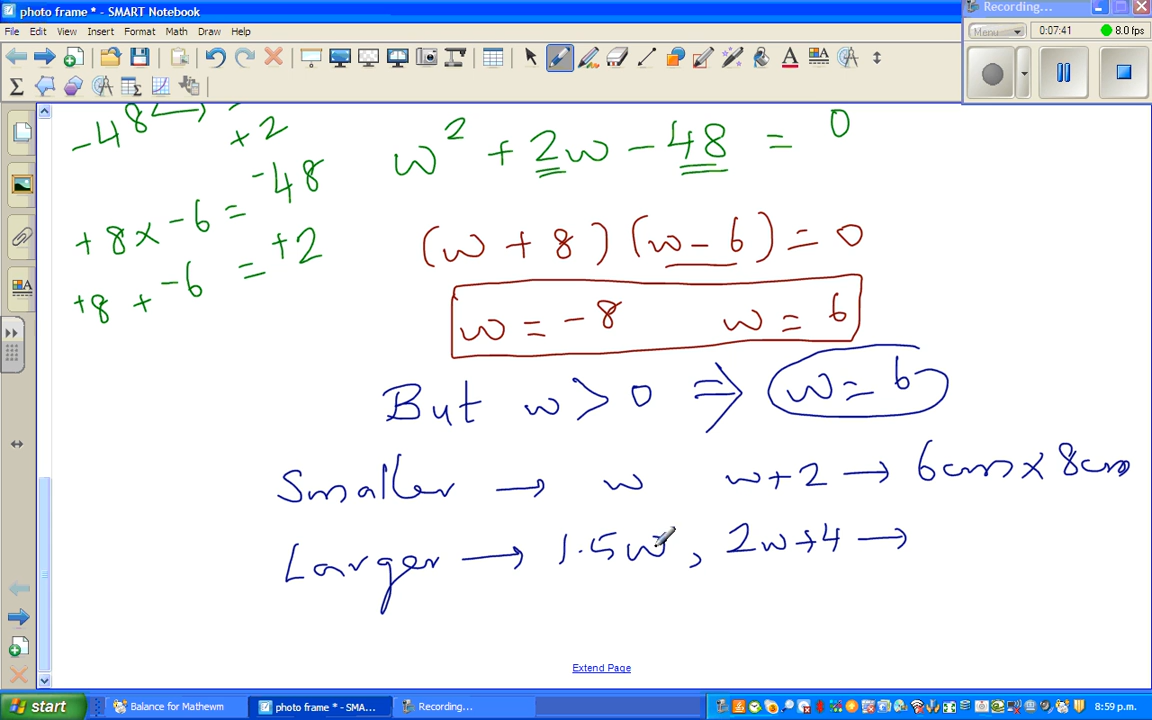 photo frame * - SMART Notebook
File Edit View Insert Format Math Draw Help
Recording...
Menu 0:07:41 8.0 fps
-48
+2
w² + 2w - 48 = 0
+8 x -6 = -48
(w + 8) (w - 6) = 0
+8 + -6 = +2
w = -8 w = 6
But w > 0 ⇒ w = 6
Smaller → w w+2 → 6cm x 8cm
Larger → 1.5w , 2w+4 →
Extend Page
start Balance for Mathewm photo frame * - SMA... Recording... 8:59 p.m.